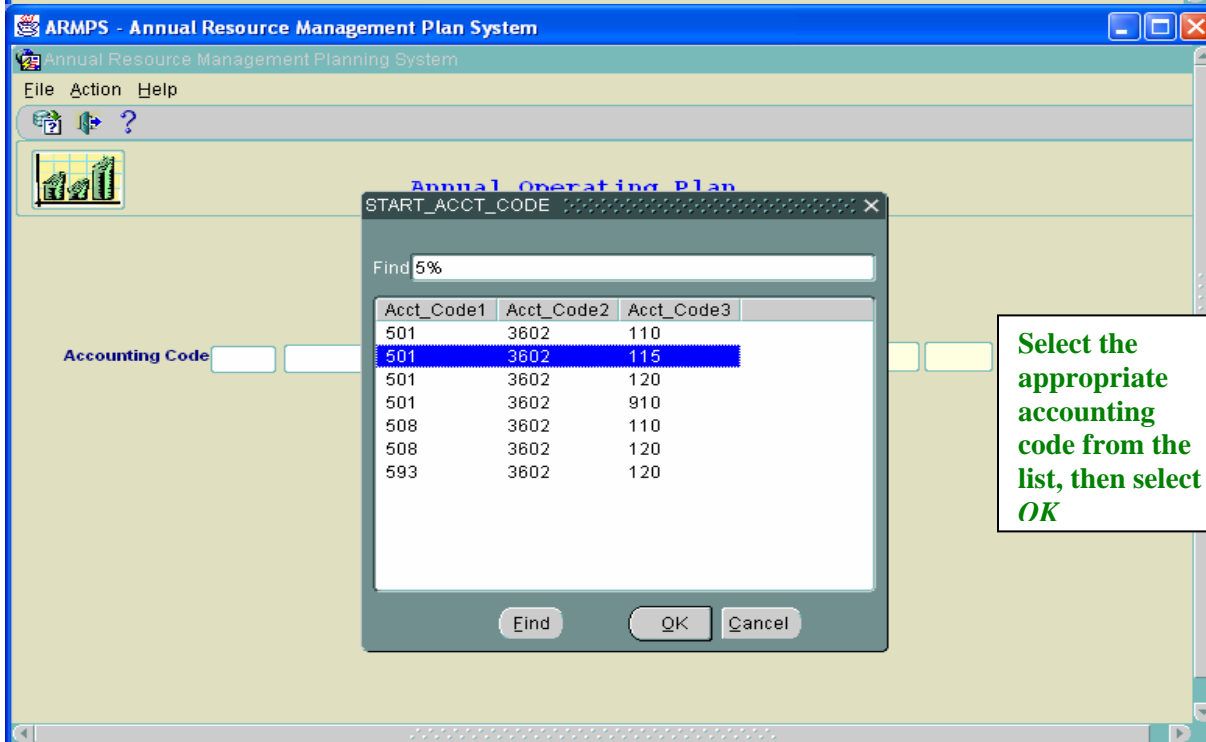 ARMPS - Annual Resource Management Plan System
Annual Resource Management Planning System
File Action Help
?
Annual Operating Plan
START_ACCT_CODE
Find 5%
Acct_Code1 Acct_Code2 Acct_Code3
501 3602 110
501 3602 115
501 3602 120
501 3602 910
508 3602 110
508 3602 120
593 3602 120
Accounting Code
Find OK Cancel
Select the
appropriate
accounting
code from the
list, then select
OK